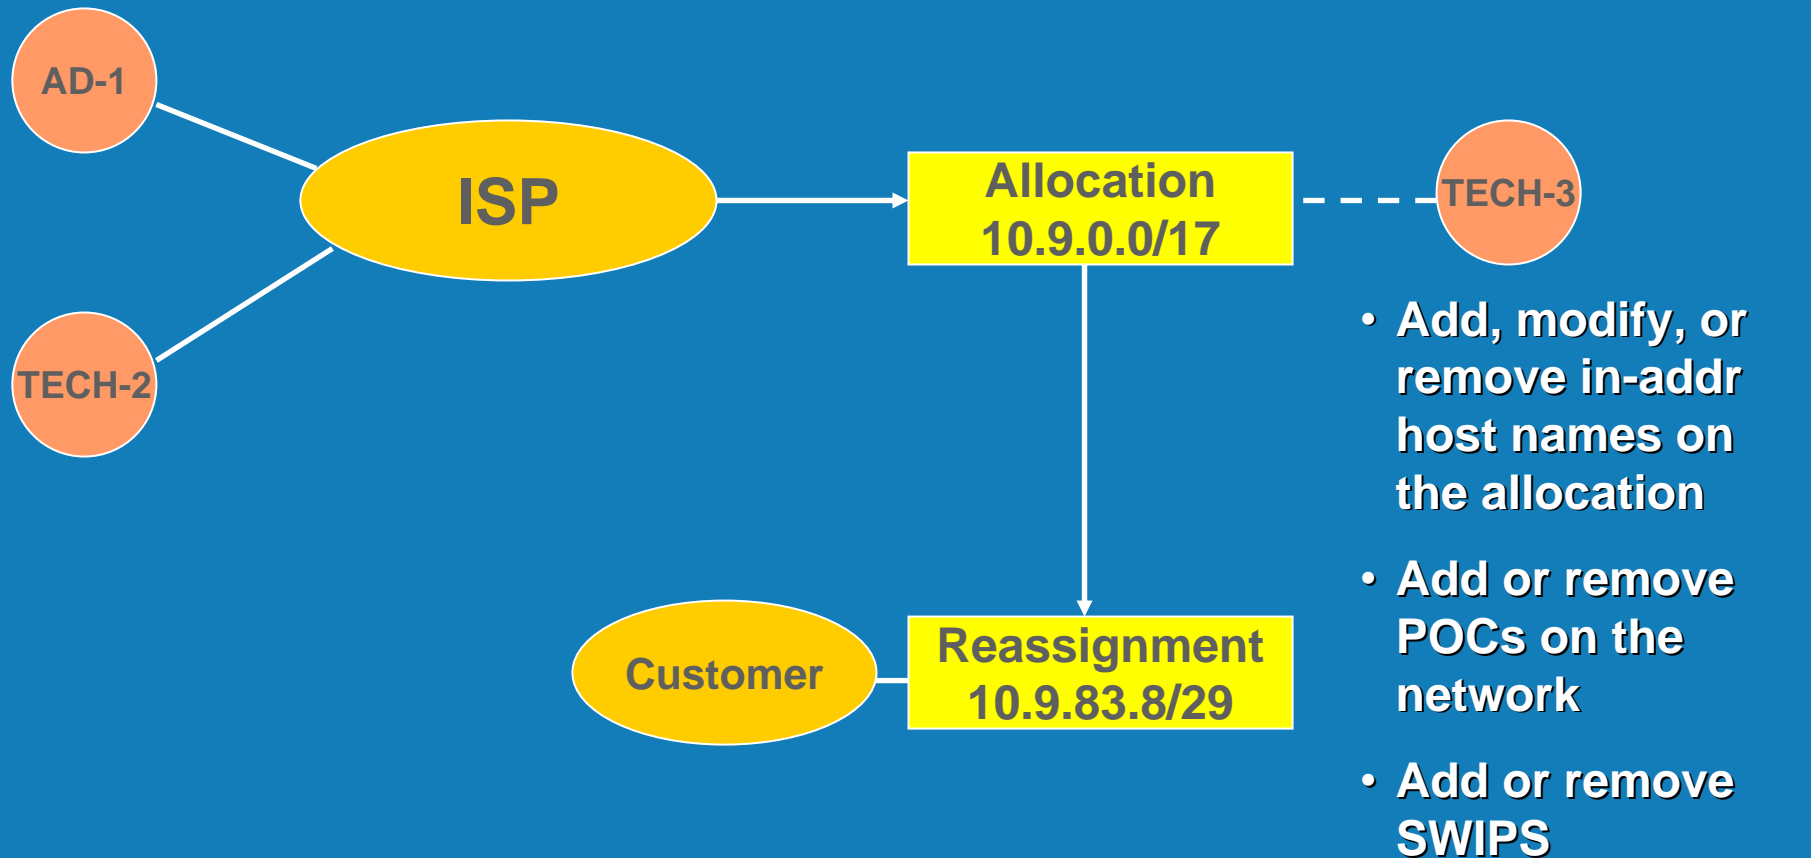 AD-1
ISP
TECH-2
Allocation
10.9.0.0/17
TECH-3
Customer
Reassignment
10.9.83.8/29
• Add, modify, or
remove in-addr
host names on
the allocation
• Add or remove
POCs on the
network
• Add or remove
SWIPS